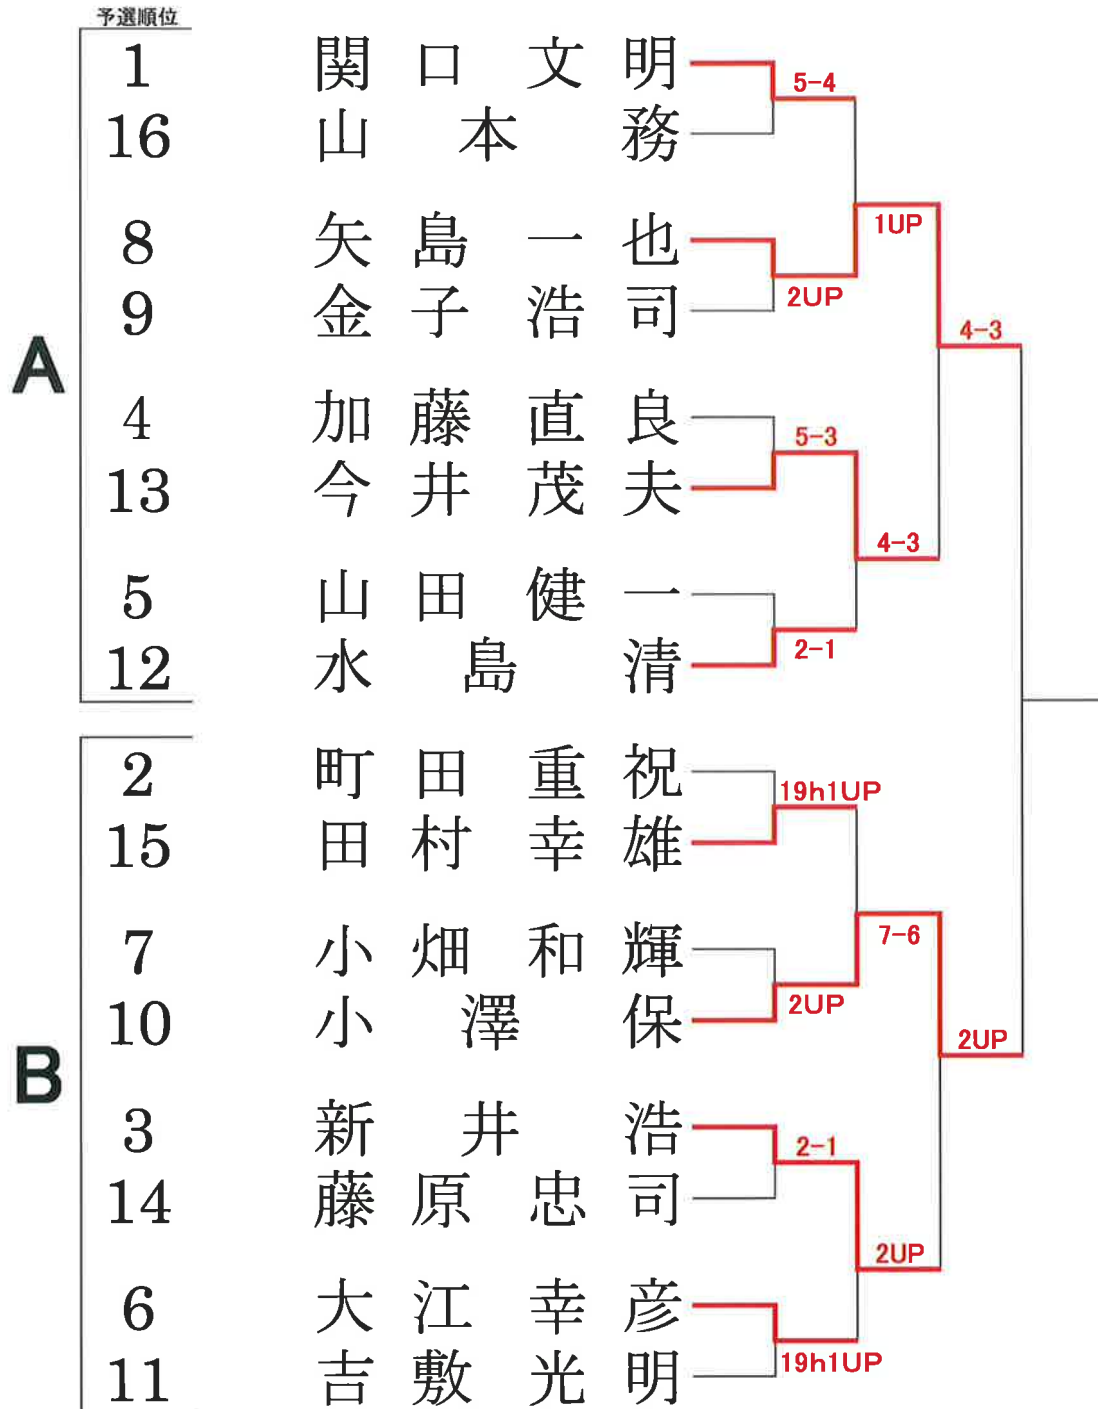 予選順位
1 関口文明
5-4
16 山本務
1UP
8 矢島一也
2UP
9 金子浩司
4-3
A
4 加藤直良
5-3
13 今井茂夫
4-3
5 山田健一
2-1
12 水島清
2 町田重祝
19h1UP
15 田村幸雄
7-6
7 小畑和輝
2UP
10 小澤保
2UP
B
3 新井浩
2-1
14 藤原忠司
2UP
6 大江幸彦
19h1UP
11 吉敷光明